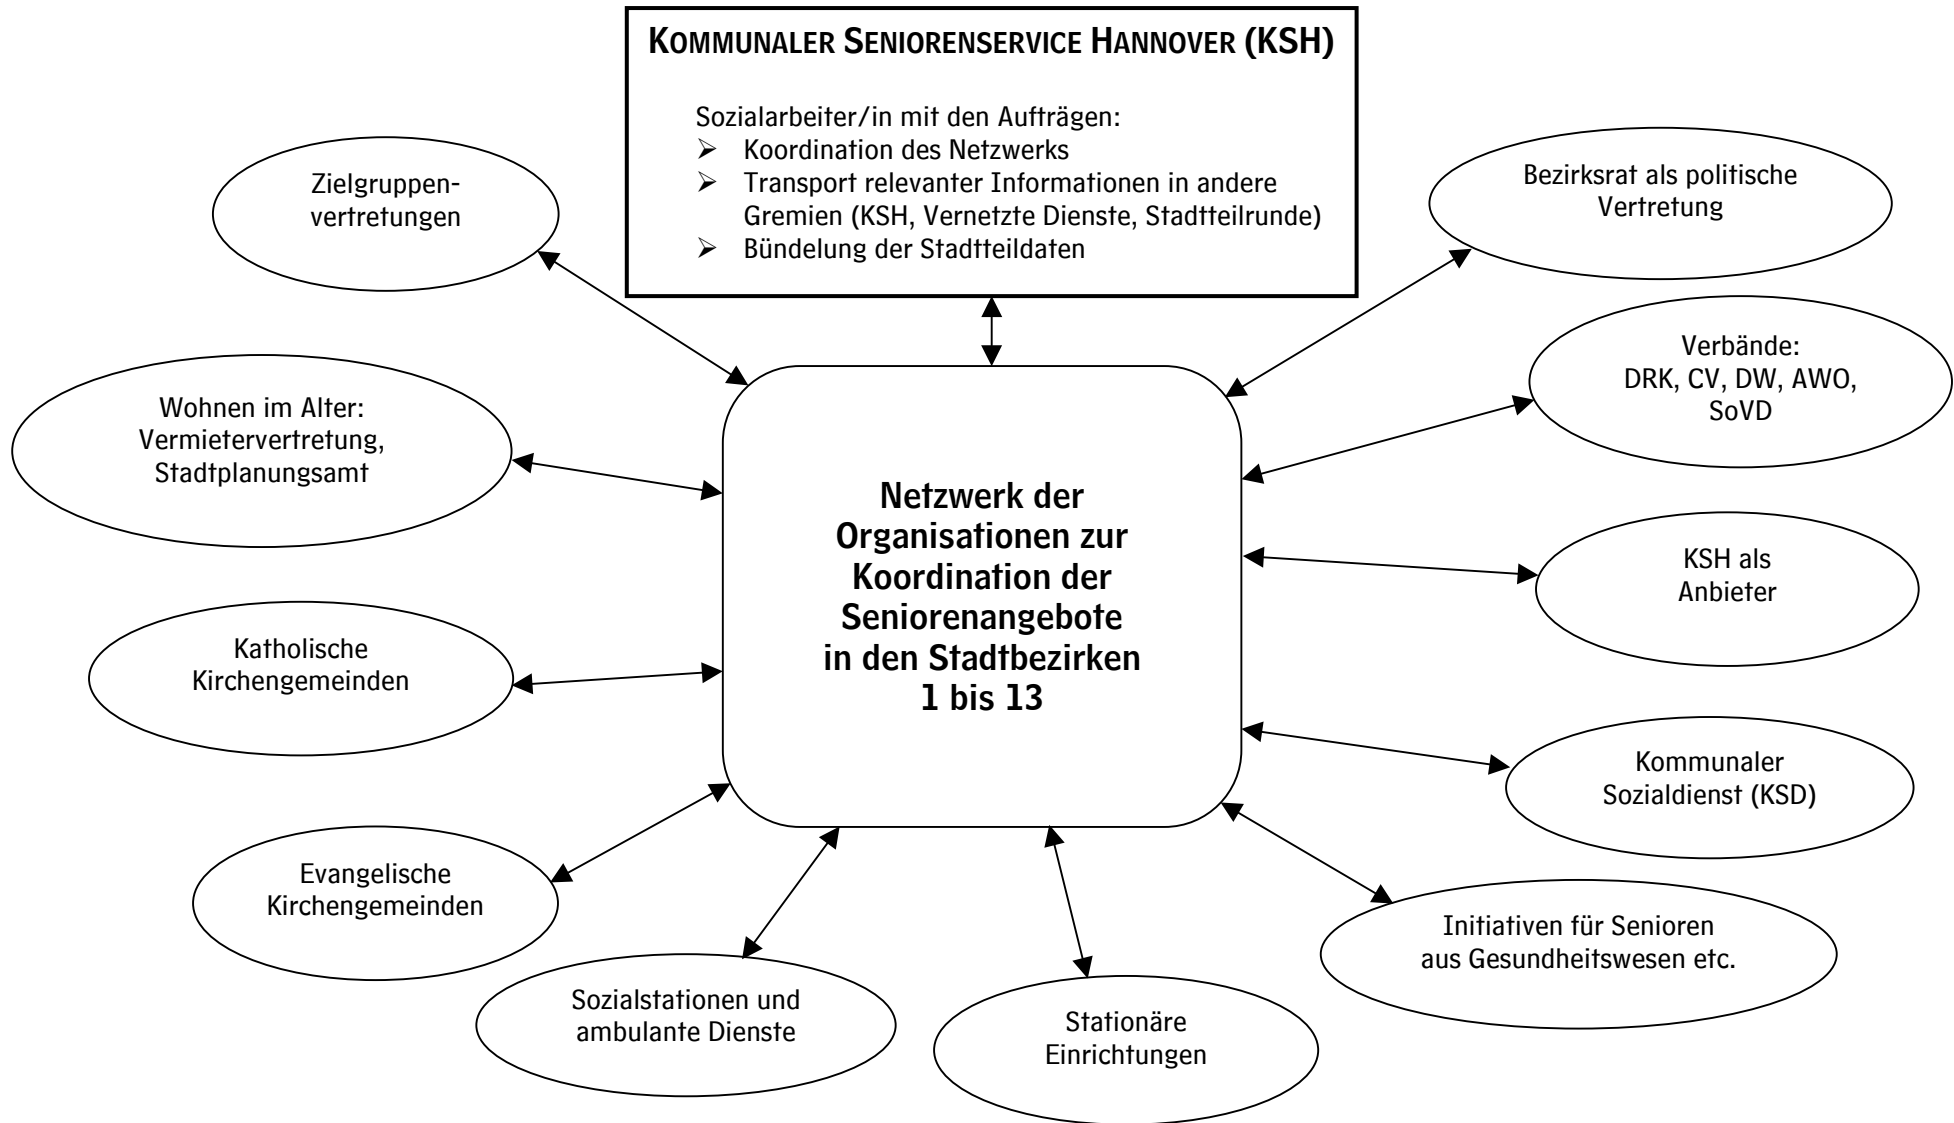 KOMMUNALER SENIORENSERVICE HANNOVER (KSH)
Sozialarbeiter/in mit den Aufträgen:
➢ Koordination des Netzwerks
➢ Transport relevanter Informationen in andere
Gremien (KSH, Vernetzte Dienste, Stadtteilrunde)
➢ Bündelung der Stadtteildaten
Zielgruppen-
vertretungen
Bezirksrat als politische
Vertretung
Wohnen im Alter:
Vermietervertretung,
Stadtplanungsamt
Verbände:
DRK, CV, DW, AWO,
SoVD
Netzwerk der
Organisationen zur
Koordination der
Seniorenangebote
in den Stadtbezirken
1 bis 13
KSH als
Anbieter
Katholische
Kirchengemeinden
Kommunaler
Sozialdienst (KSD)
Evangelische
Kirchengemeinden
Initiativen für Senioren
aus Gesundheitswesen etc.
Sozialstationen und
ambulante Dienste
Stationäre
Einrichtungen